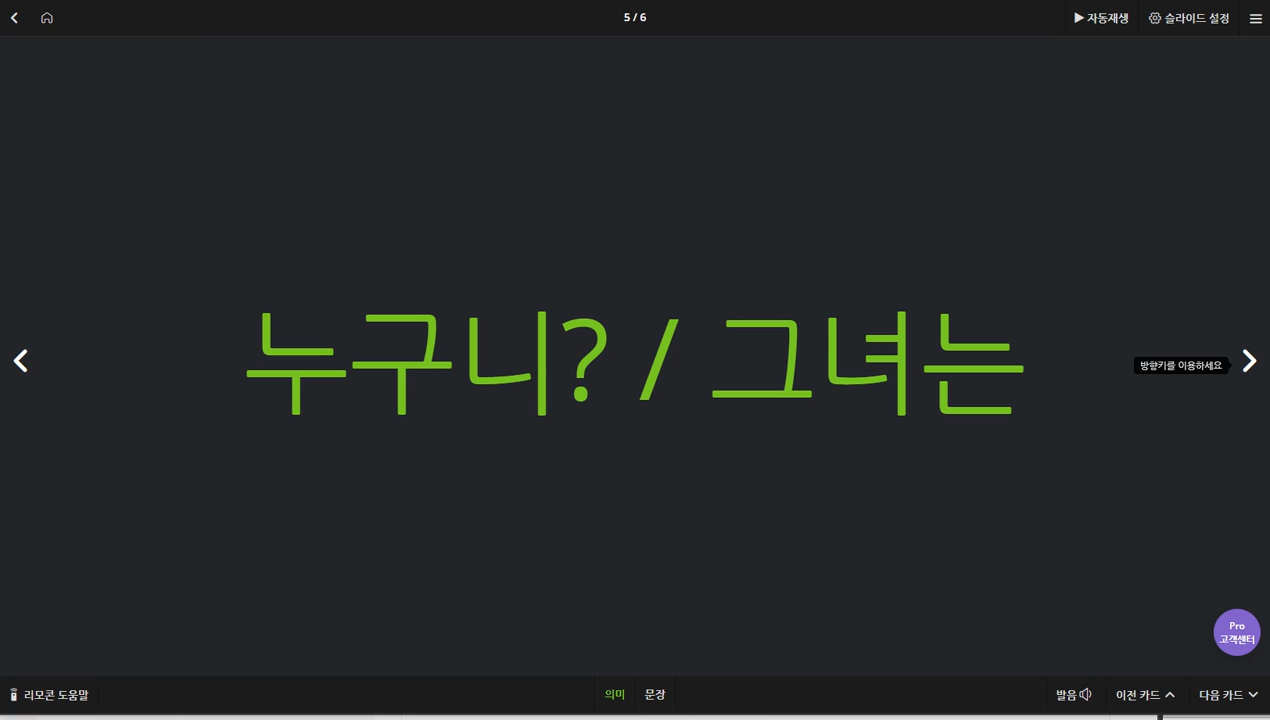 5 / 6
자동재생
슬라이드 설정
누구니? / 그녀는
방향키를 이용하세요
Pro
고객센터
리모콘 도움말
의미
문장
발음
이전 카드
다음 카드